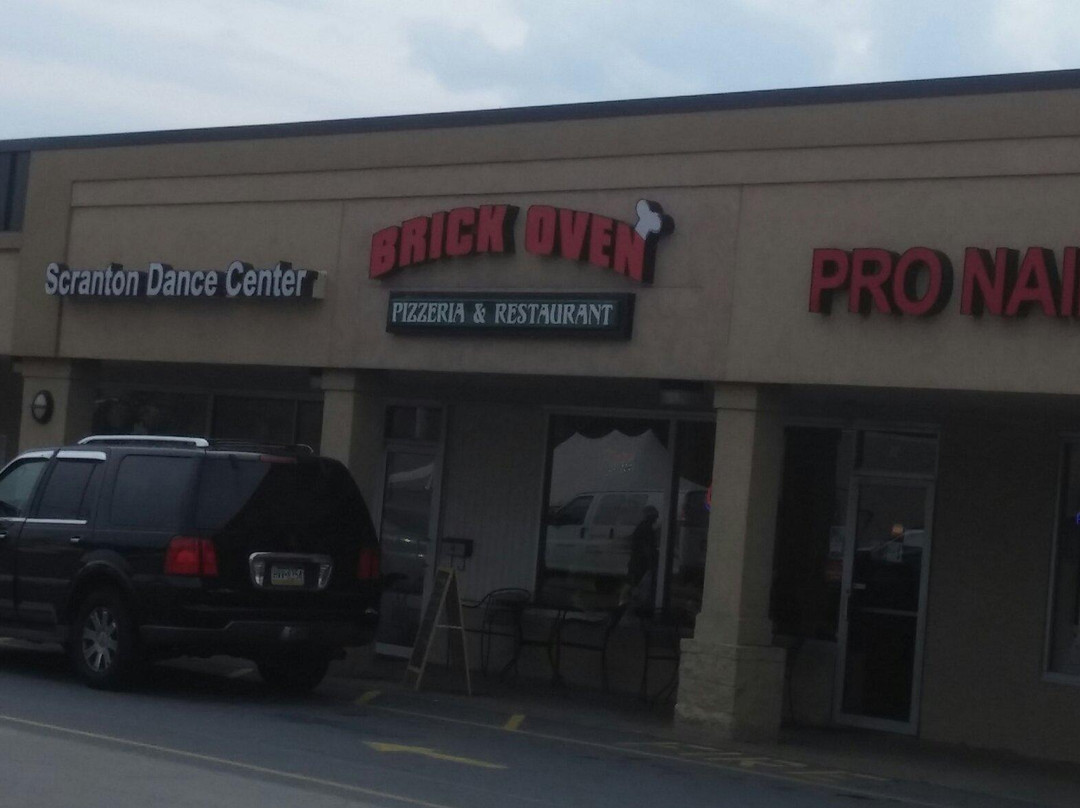 Scranton Dance Center
BRICK OVEN
PIZZERIA & RESTAURANT
PRO NAI